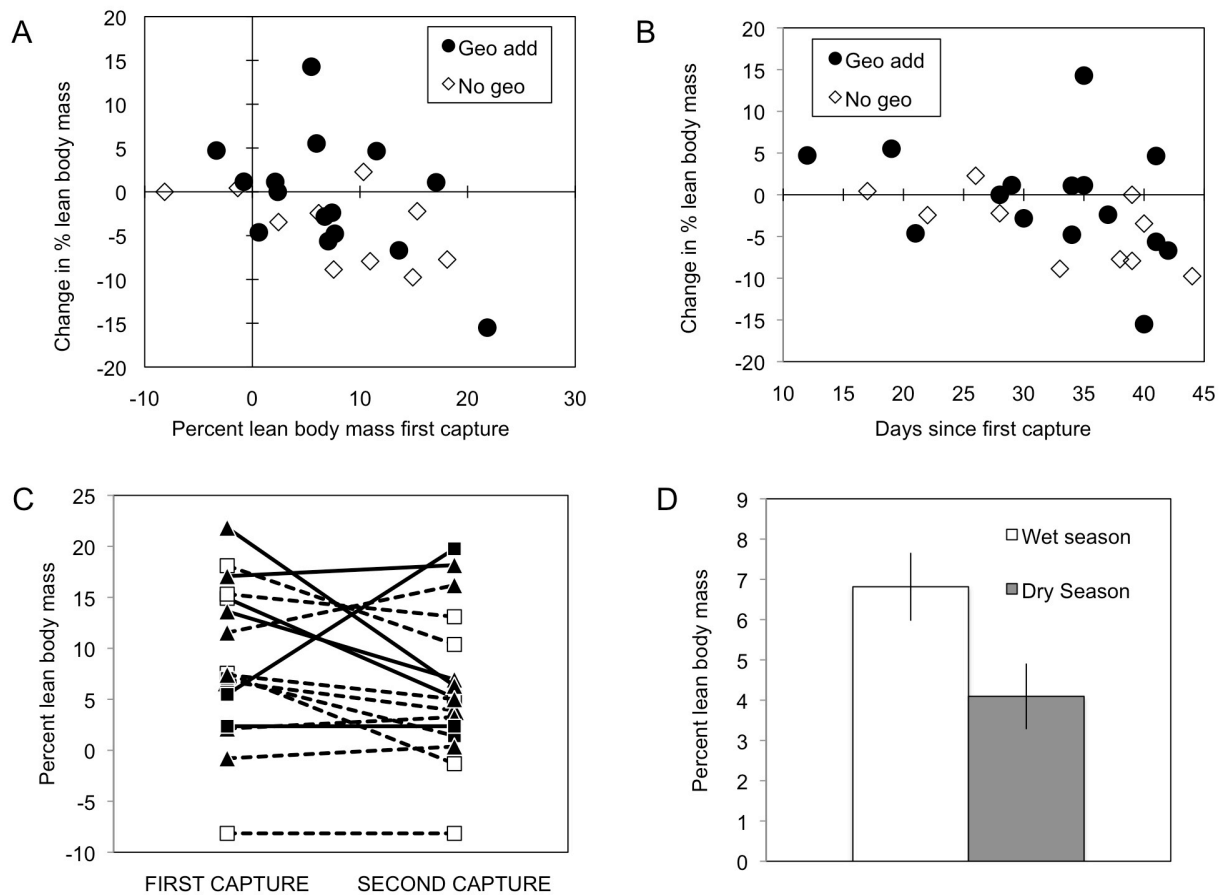 A
Change in % lean body mass
20
15
10
5
0
-5
-10
-15
-20
Geo add
No geo
-10
0
10
20
30
Percent lean body mass first capture
B
Change in % lean body mass
20
15
10
5
0
-5
-10
-15
-20
Geo add
No geo
10
15
20
25
30
35
40
45
Days since first capture
C
Percent lean body mass
25
20
15
10
5
0
-5
-10
FIRST CAPTURE
SECOND CAPTURE
D
Percent lean body mass
9
8
7
6
5
4
3
2
1
0
Wet season
Dry Season